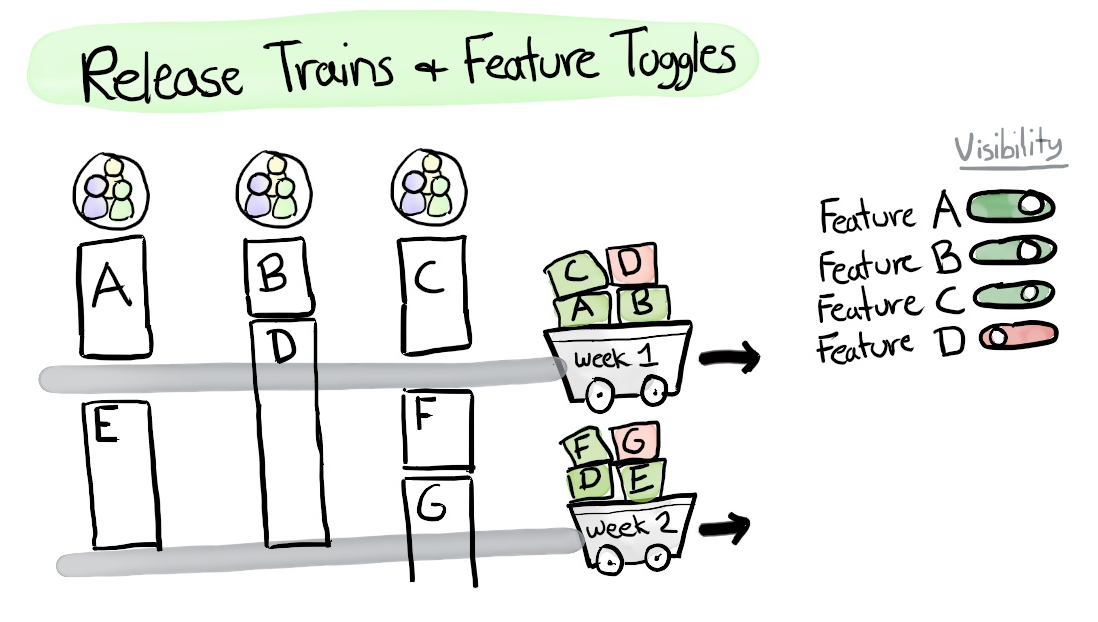 Release Trains + Feature Toggles
Visibility
Feature A
Feature B
Feature C
Feature D
A
B
C
D
E
F
G
C D
A B
week 1
F G
D E
week 2